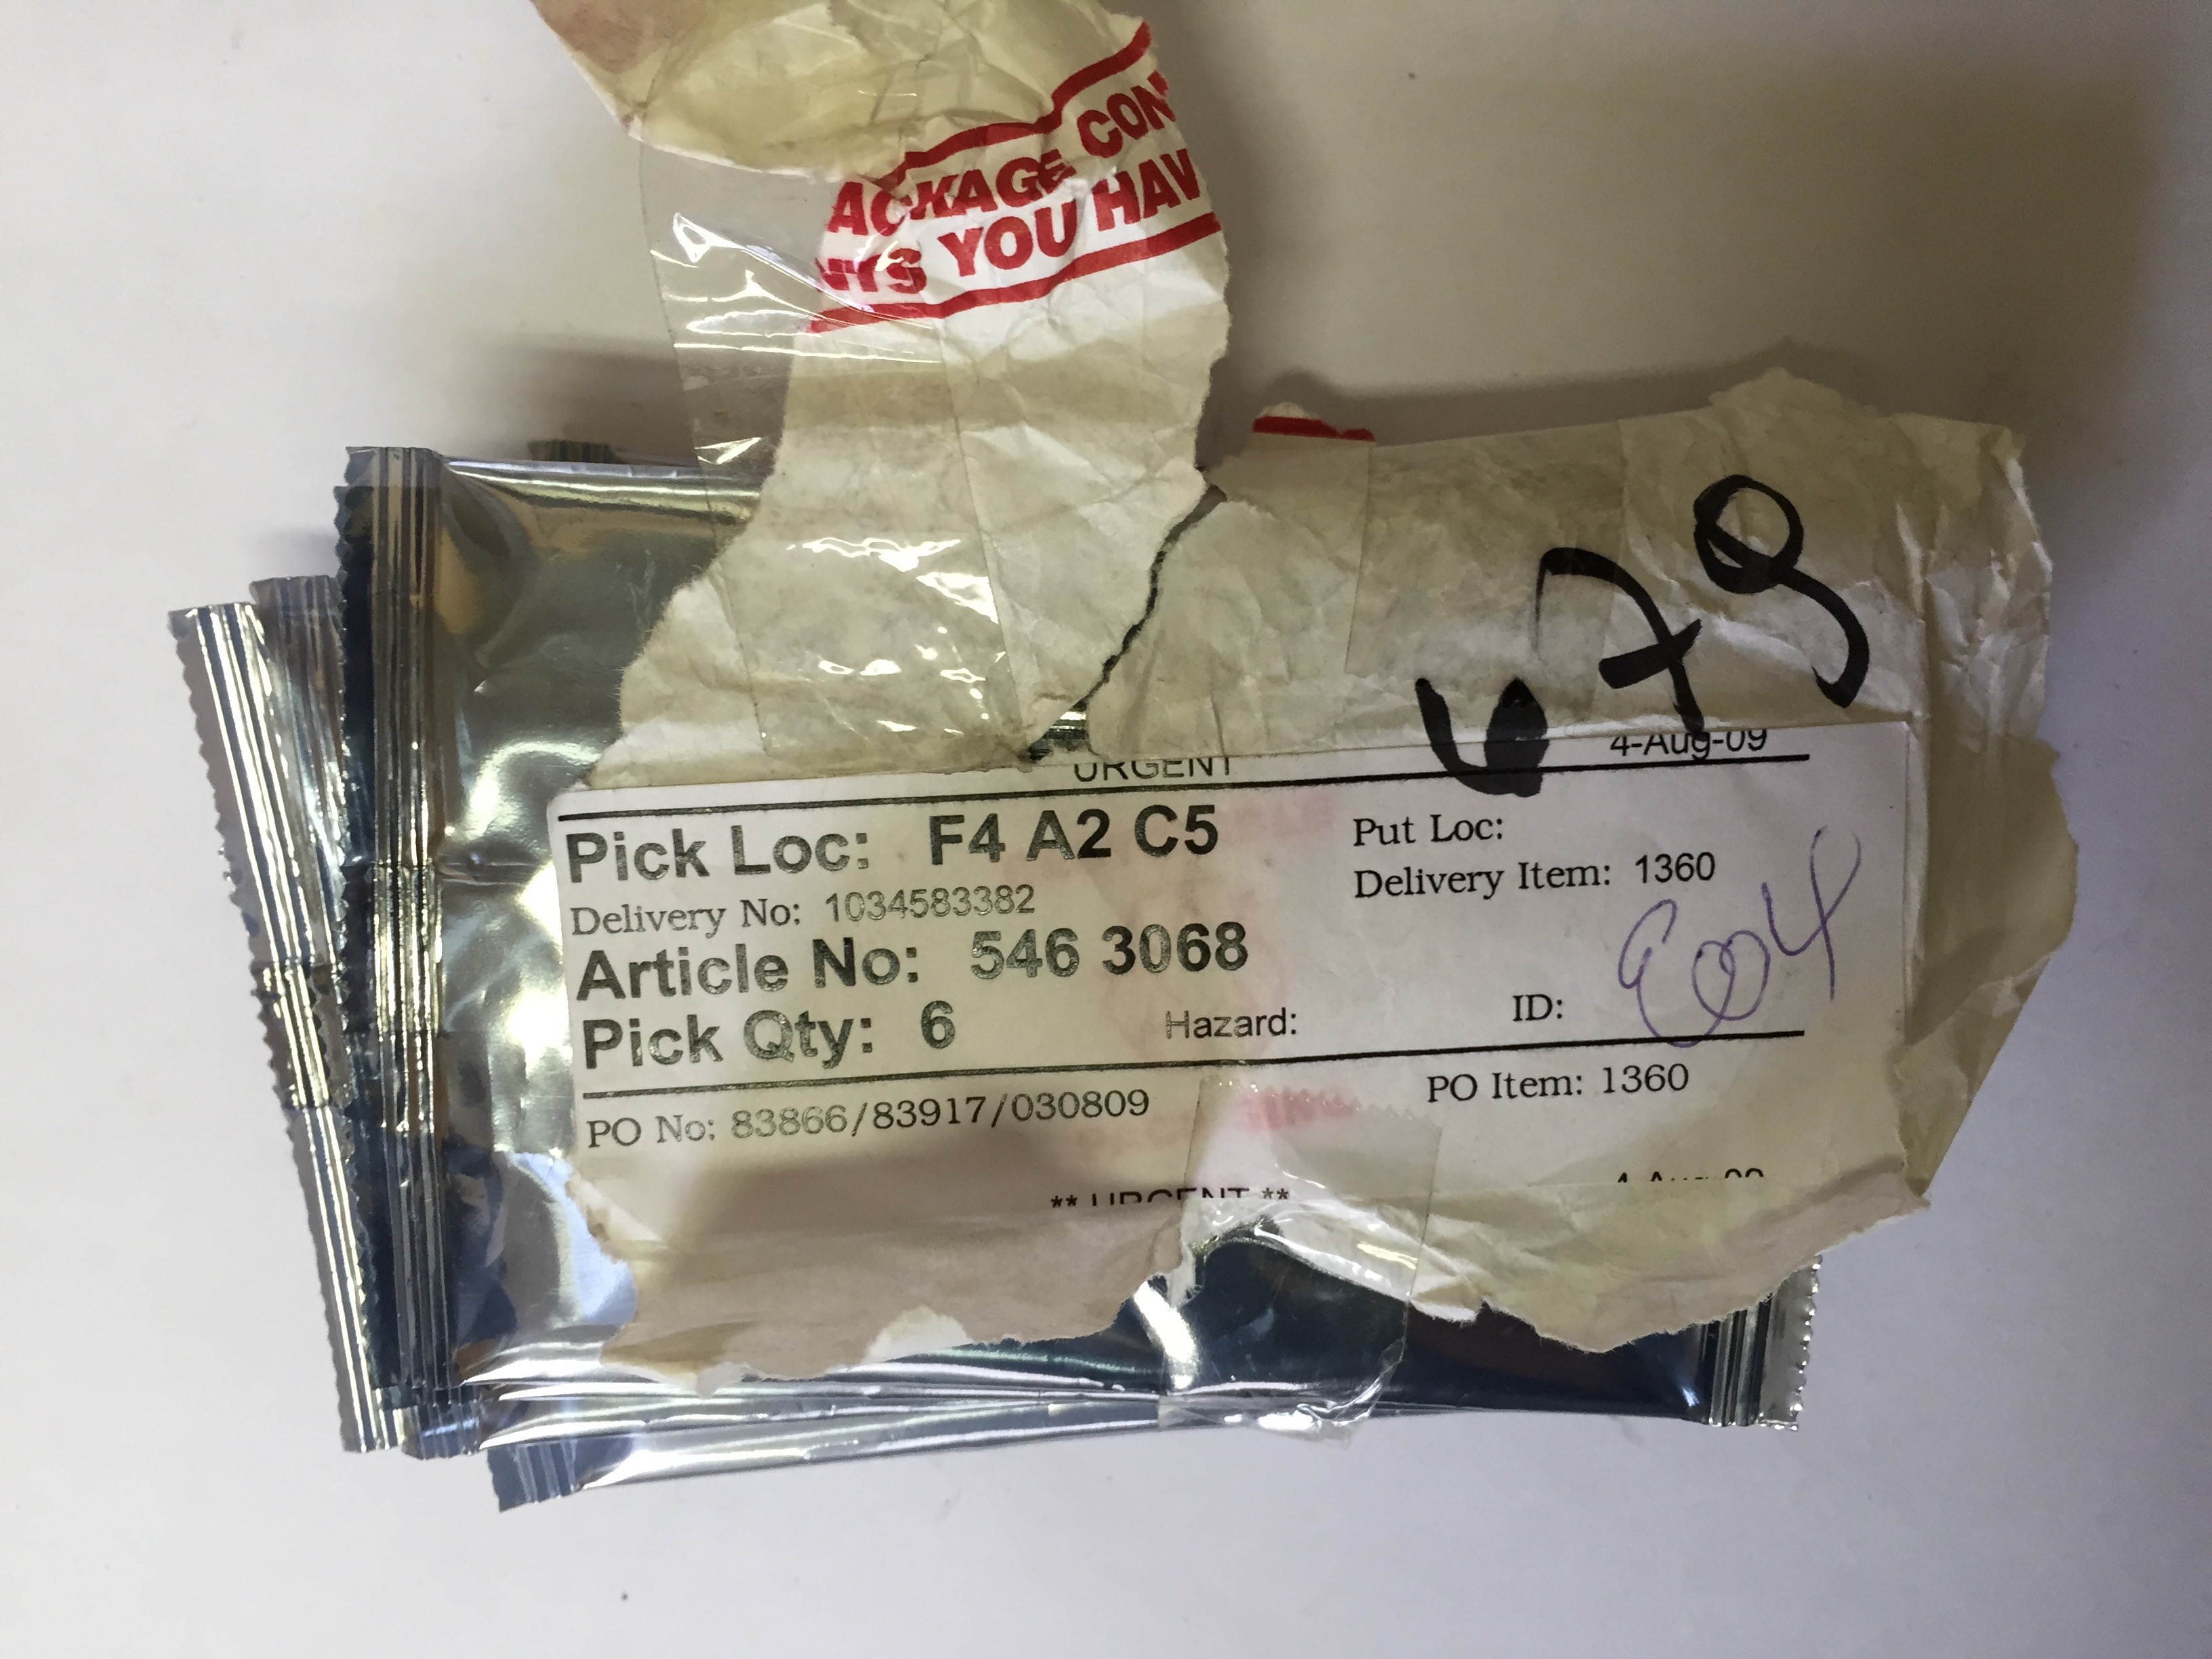 ACKAGE CON
NTS YOU HAV
679
URGENT 4-Aug-09
Pick Loc: F4 A2 C5 Put Loc:
Delivery No: 1034583382 Delivery Item: 1360
Article No: 546 3068
Pick Qty: 6 Hazard: ID: E004
PO No: 83866/83917/030809 PO Item: 1360
** URGENT ** 4-Aug-09